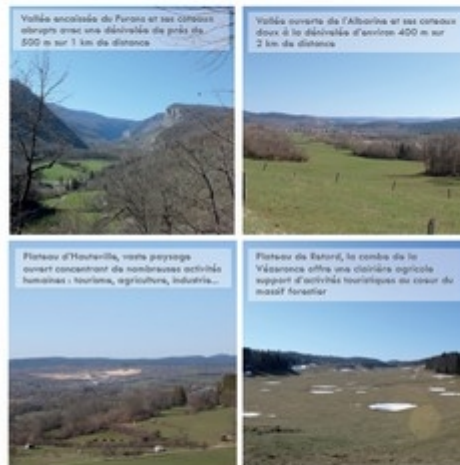 Vallée encaissée du Furans et ses coteaux
abrupts avec une dénivelée de près de
500 m sur 1 km de distance
Vallée ouverte de l'Albarine et ses coteaux
doux à la dénivelée d'environ 400 m sur
2 km de distance
Plateau d'Hauteville, vaste paysage
ouvert concentrant de nombreuses activités
humaines : tourisme, agriculture, industrie...
Plateau de Retord, la combe de la
Vézeronce offre une clairière agricole
support d'activités touristiques au coeur du
massif forestier